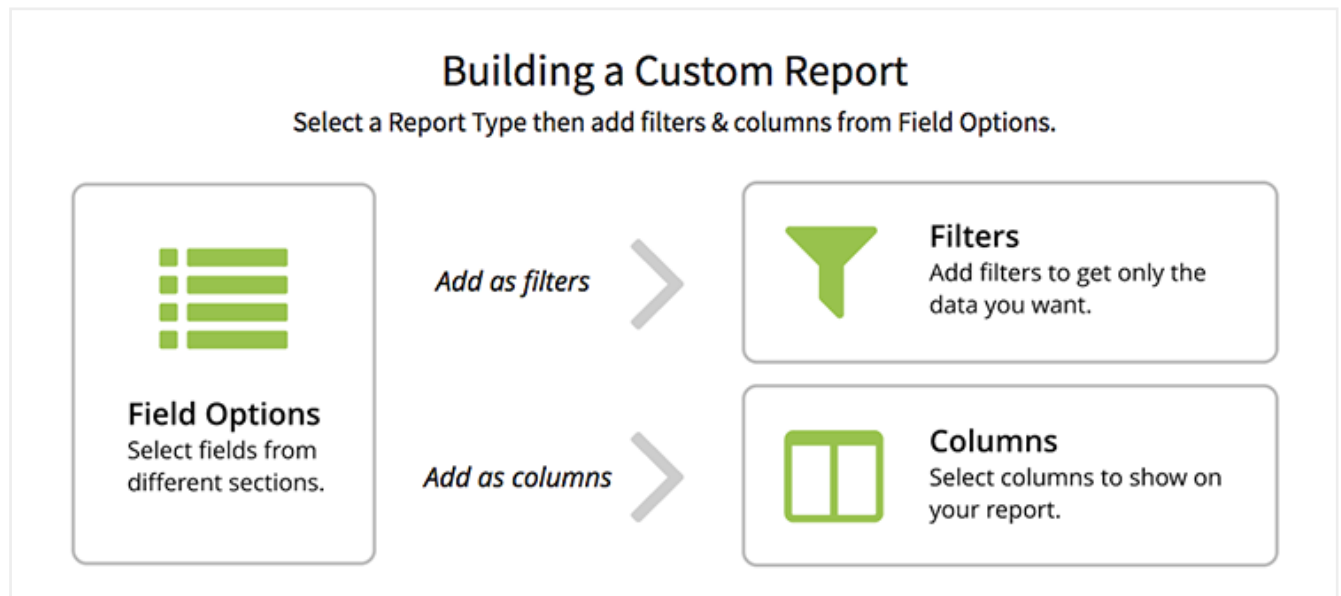 Building a Custom Report
Select a Report Type then add filters & columns from Field Options.
Field Options
Select fields from
different sections.
Add as filters
Filters
Add filters to get only the
data you want.
Add as columns
Columns
Select columns to show on
your report.